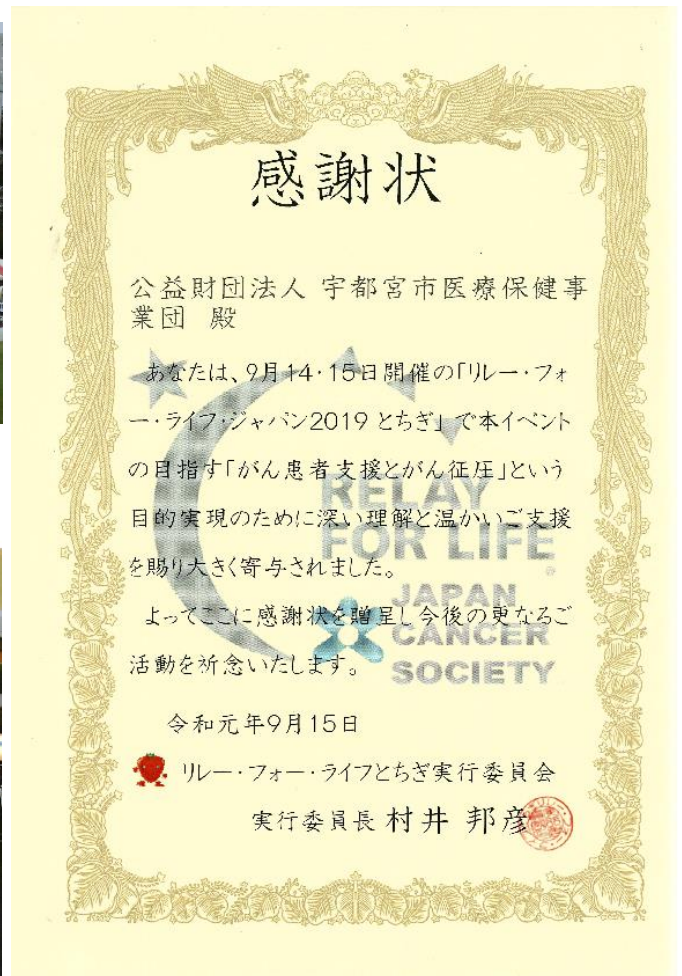 感謝状
公益財団法人 宇都宮市医療保健事
業団 殿
あなたは、9月14・15日開催の「リレー・フォ
ー・ライフ・ジャパン2019 とちぎ」で本イベント
の目指す「がん患者支援とがん征圧」という
目的実現のために深い理解と温かいご支援
を賜り大きく寄与されました。
よってここに感謝状を贈呈し今後の更なるご
活動を祈念いたします。
RELAY
FOR LIFE
JAPAN
CANCER
SOCIETY
令和元年9月15日
リレー・フォー・ライフとちぎ実行委員会
実行委員長 村井 邦彦